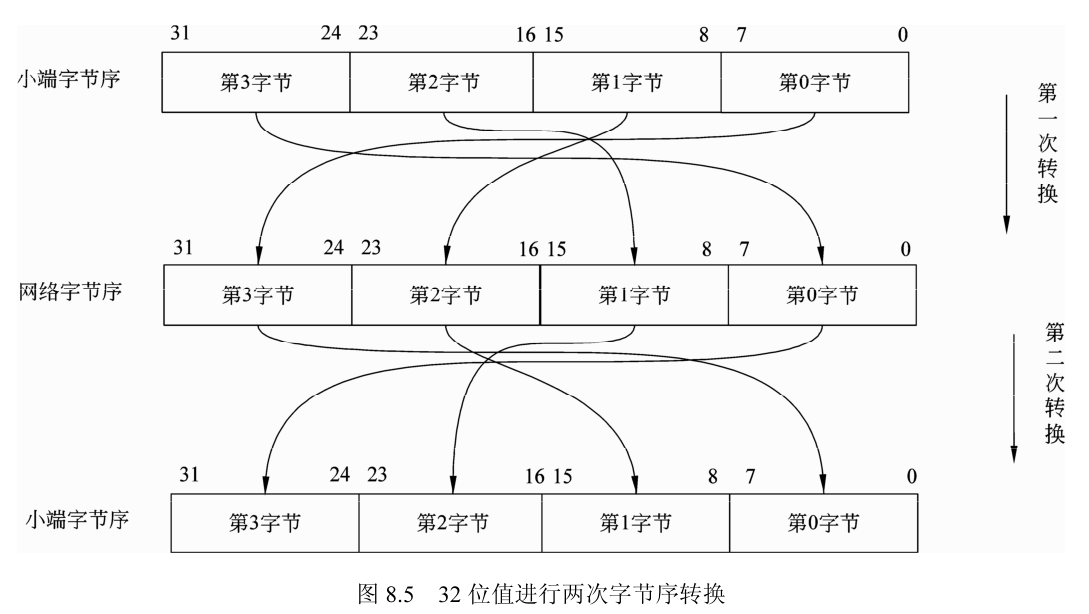 31 24 23 16 15 8 7 0
小端字节序 第3字节 第2字节 第1字节 第0字节
第一次转换
31 24 23 16 15 8 7 0
网络字节序 第3字节 第2字节 第1字节 第0字节
第二次转换
31 24 23 16 15 8 7 0
小端字节序 第3字节 第2字节 第1字节 第0字节
图 8.5 32 位值进行两次字节序转换